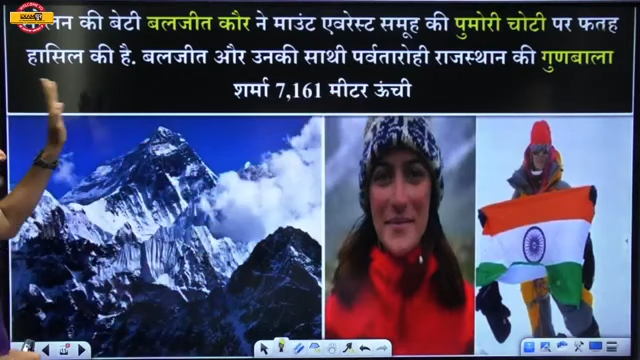 की बेटी बलजीत कौर ने माउंट एवरेस्ट समूह की पुमोरी चोटी पर फतह
हासिल की है. बलजीत और उनकी साथी पर्वतारोही राजस्थान की गुणबाला
शर्मा 7,161 मीटर ऊंची